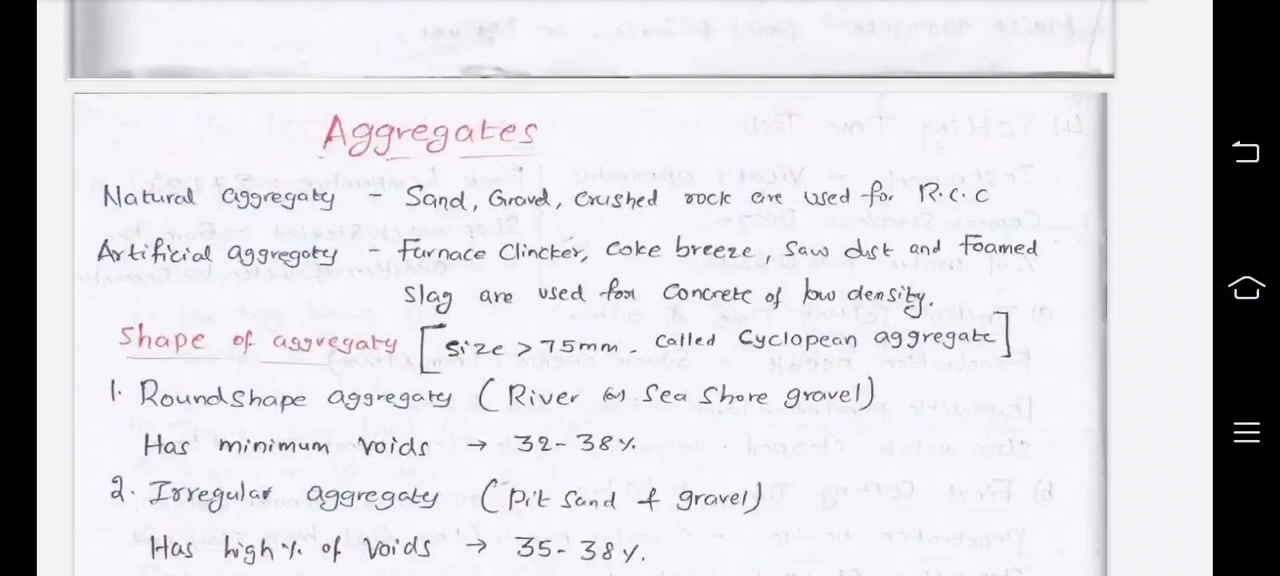 Aggregates
Natural aggregaty - Sand, Gravel, Crushed rock are used for R.C.C
Artificial aggregaty - Furnace Clincker, Coke breeze, Saw dust and Foamed
Slag are used for Concrete of low density.
Shape of aggregaty [Size > 75mm - Called Cyclopean aggregate]
1. Roundshape aggregaty (River (or) Sea Shore gravel)
Has minimum Voids → 32-38%.
2. Irregular aggregaty (Pit Sand & gravel)
Has high % of Voids → 35-38%.